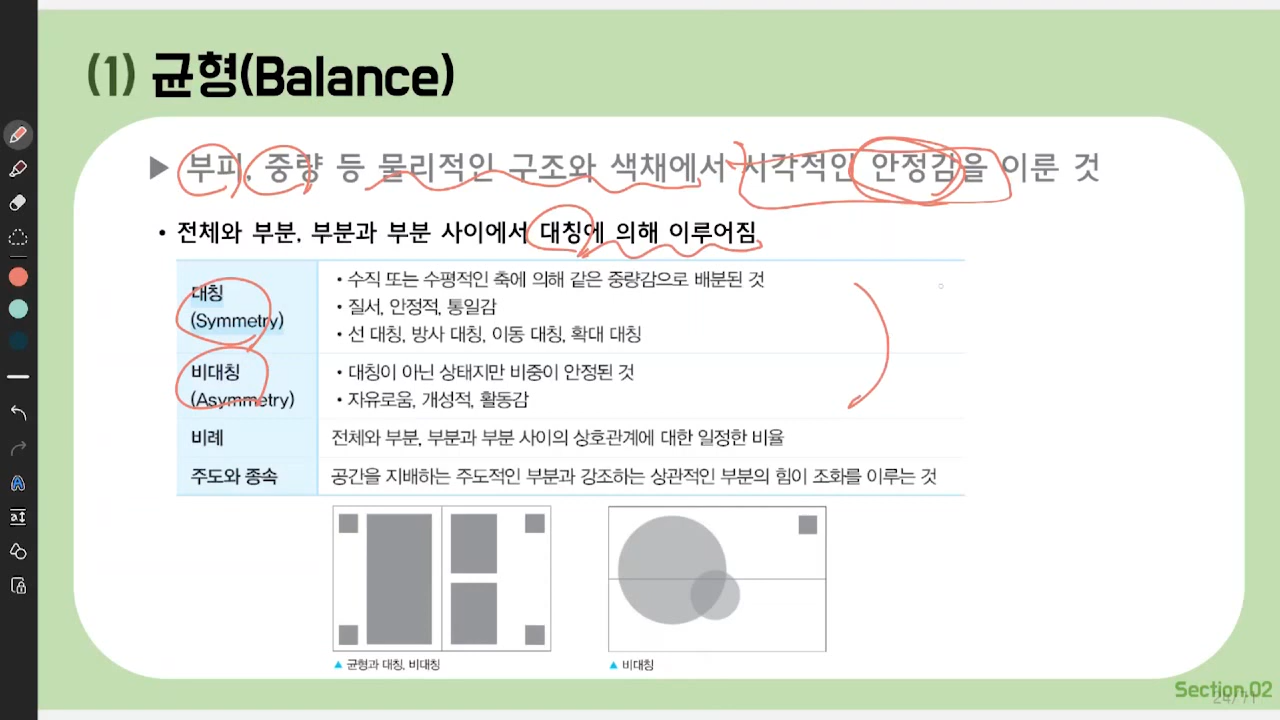 (1) 균형(Balance)
▶ 부피, 중량 등 물리적인 구조와 색채에서 시각적인 안정감을 이룬 것
• 전체와 부분, 부분과 부분 사이에서 대칭에 의해 이루어짐
대칭
(Symmetry)
• 수직 또는 수평적인 축에 의해 같은 중량감으로 배분된 것
• 질서, 안정적, 통일감
• 선 대칭, 방사 대칭, 이동 대칭, 확대 대칭
비대칭
(Asymmetry)
• 대칭이 아닌 상태지만 비중이 안정된 것
• 자유로움, 개성적, 활동감
비례
전체와 부분, 부분과 부분 사이의 상호관계에 대한 일정한 비율
주도와 종속
공간을 지배하는 주도적인 부분과 강조하는 상관적인 부분의 힘이 조화를 이루는 것
▲ 균형과 대칭, 비대칭
▲ 비대칭
Section 02
24/71